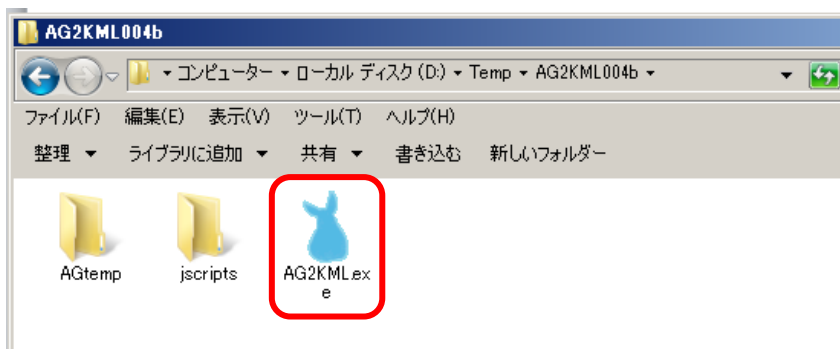 AG2KML004b
コンピューター ▾ ローカル ディスク (D:) ▾ Temp ▾ AG2KML004b ▾
ファイル(F) 編集(E) 表示(V) ツール(T) ヘルプ(H)
整理 ▼ ライブラリに追加 ▼ 共有 ▼ 書き込む 新しいフォルダー
AGtemp jscripts AG2KML.ex
e